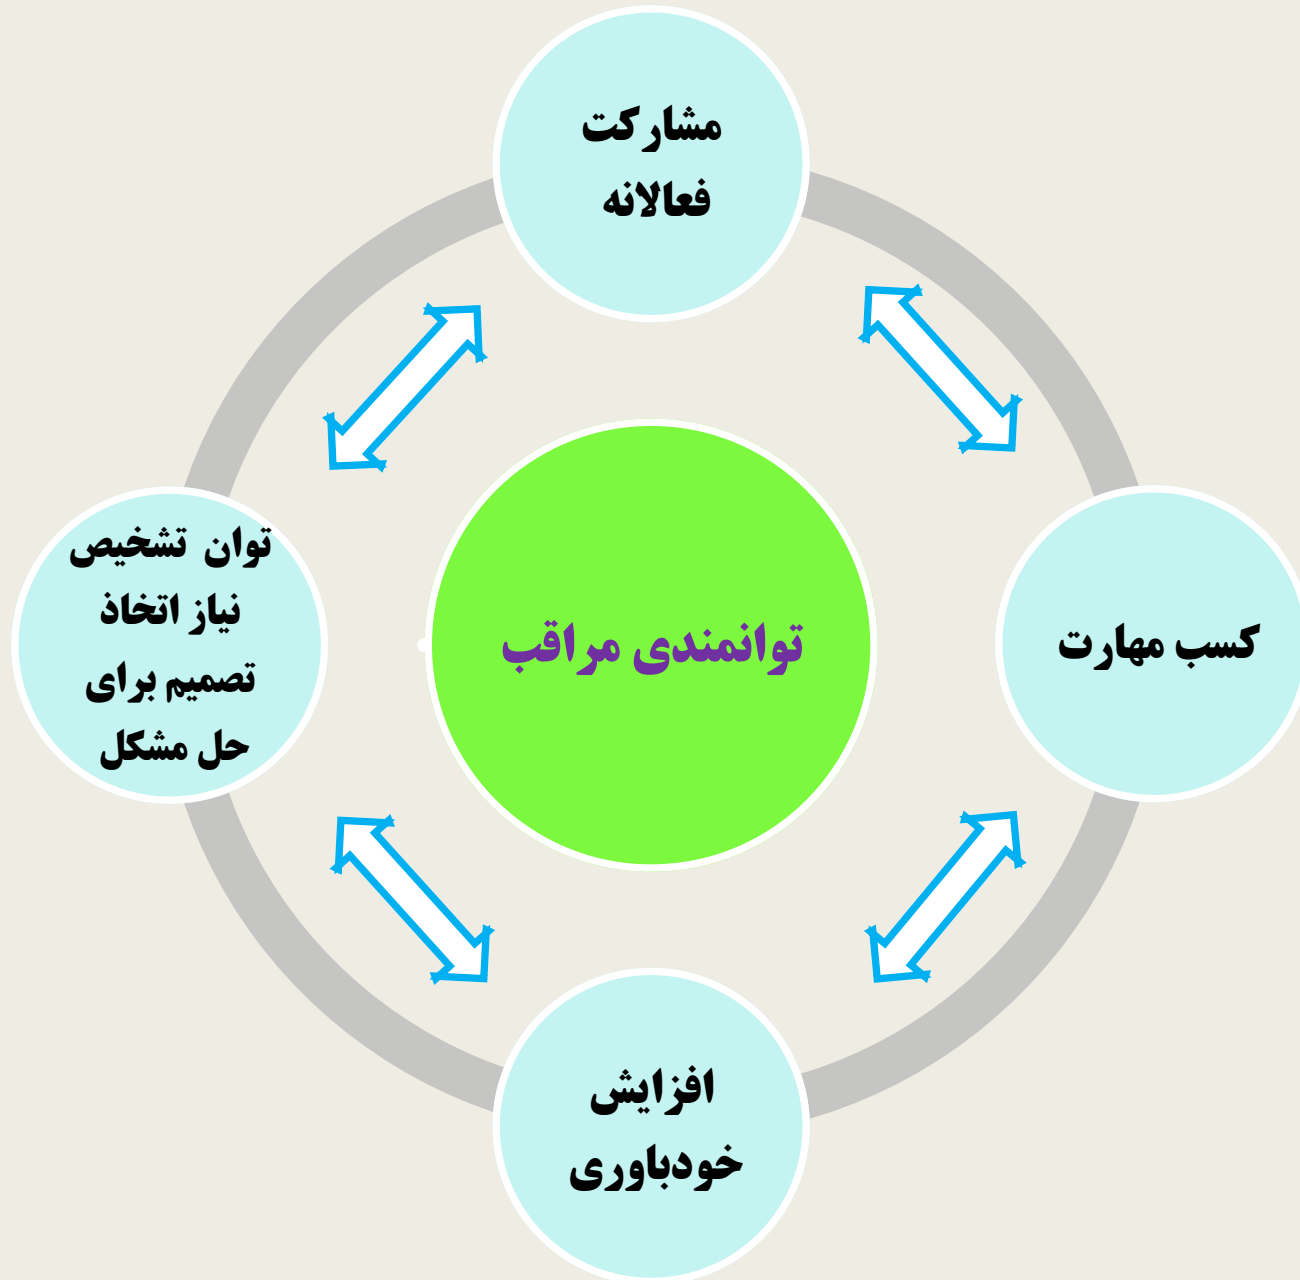 مشارکت
فعالانه
توان تشخیص
نیاز اتخاذ
تصمیم برای
حل مشکل
توانمندی مراقب
کسب مهارت
افزایش
خودباوری